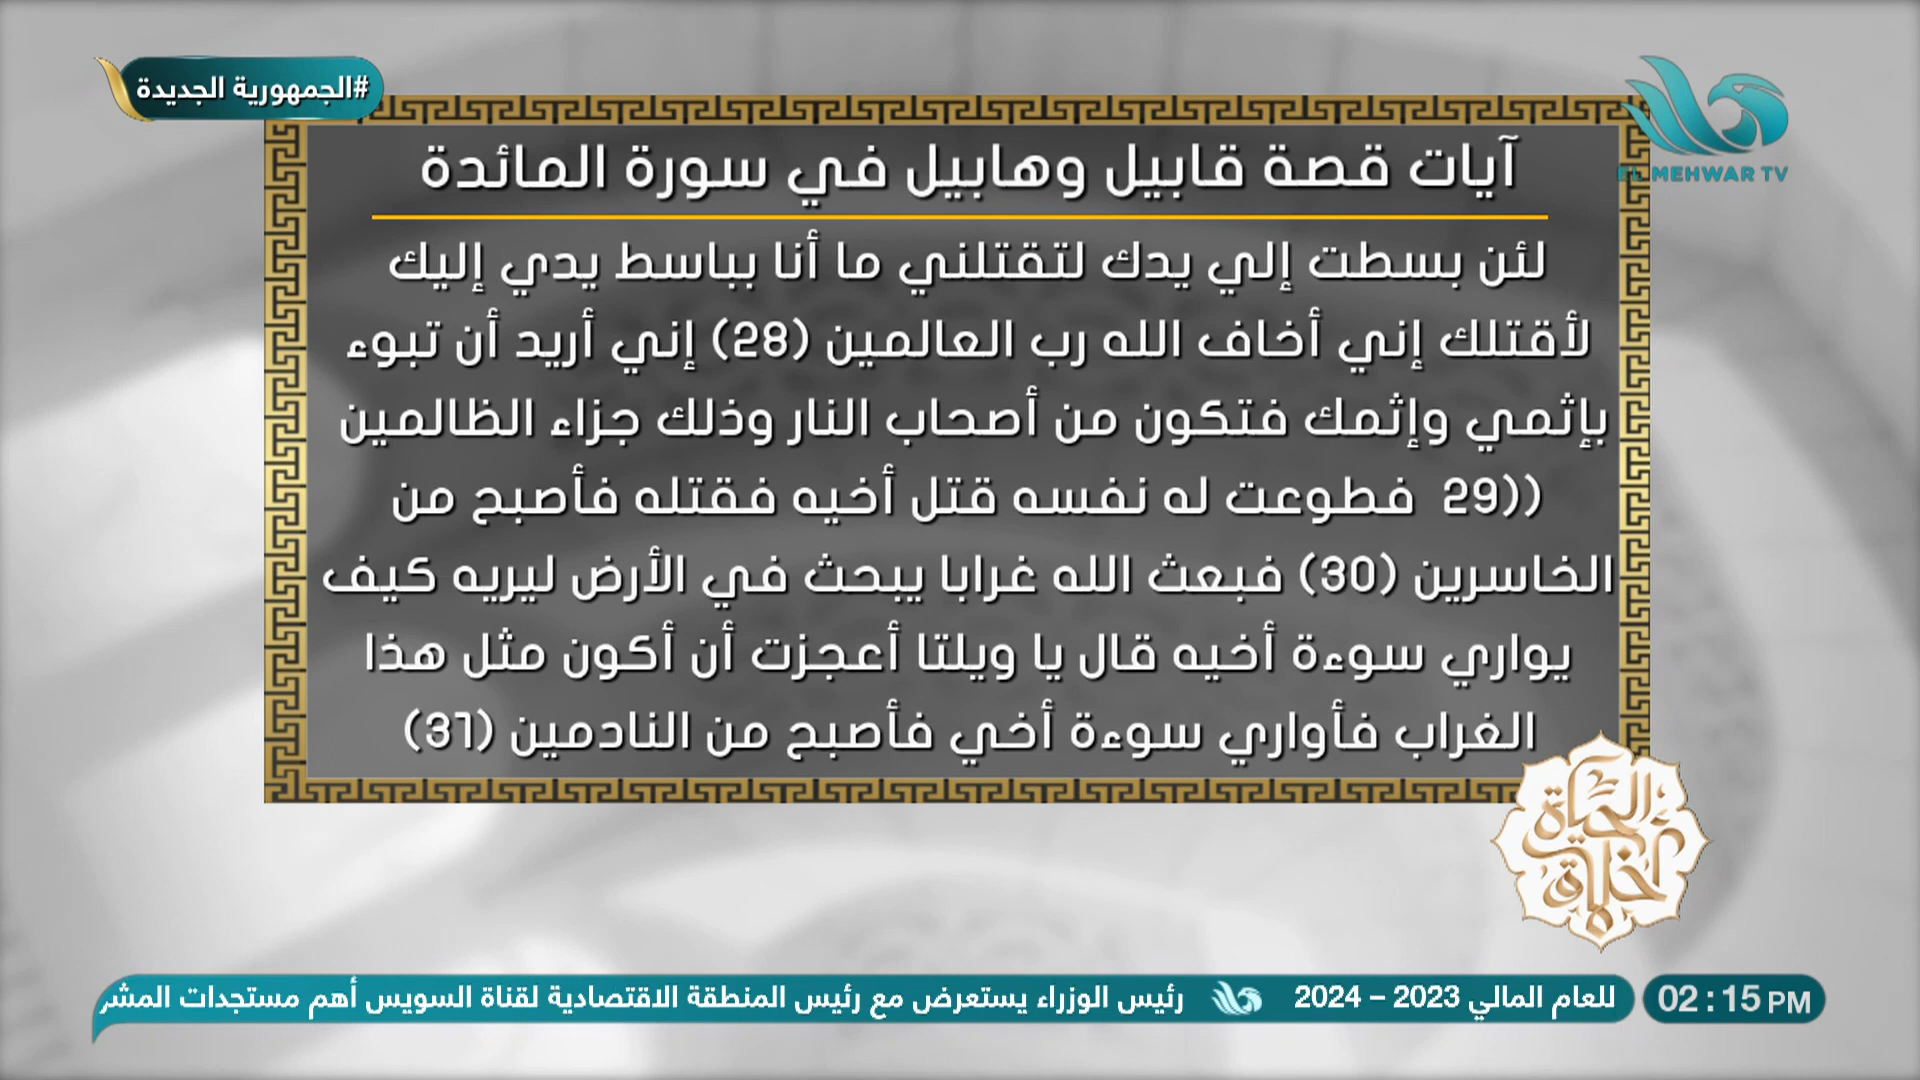 #الجمهورية الجديدة
EL MEHWAR TV
آيات قصة قابيل وهابيل في سورة المائدة
لئن بسطت إلي يدك لتقتلني ما أنا بباسط يدي إليك
لأقتلك إني أخاف الله رب العالمين (28) إني أريد أن تبوء
بإثمي وإثمك فتكون من أصحاب النار وذلك جزاء الظالمين
((29 فطوعت له نفسه قتل أخيه فقتله فأصبح من
الخاسرين (30) فبعث الله غرابا يبحث في الأرض ليريه كيف
يواري سوءة أخيه قال يا ويلتا أعجزت أن أكون مثل هذا
الغراب فأواري سوءة أخي فأصبح من النادمين (31)
الحياة أخلاق
للعام المالي 2023 – 2024 رئيس الوزراء يستعرض مع رئيس المنطقة الاقتصادية لقناة السويس أهم مستجدات المشر
02:15 PM